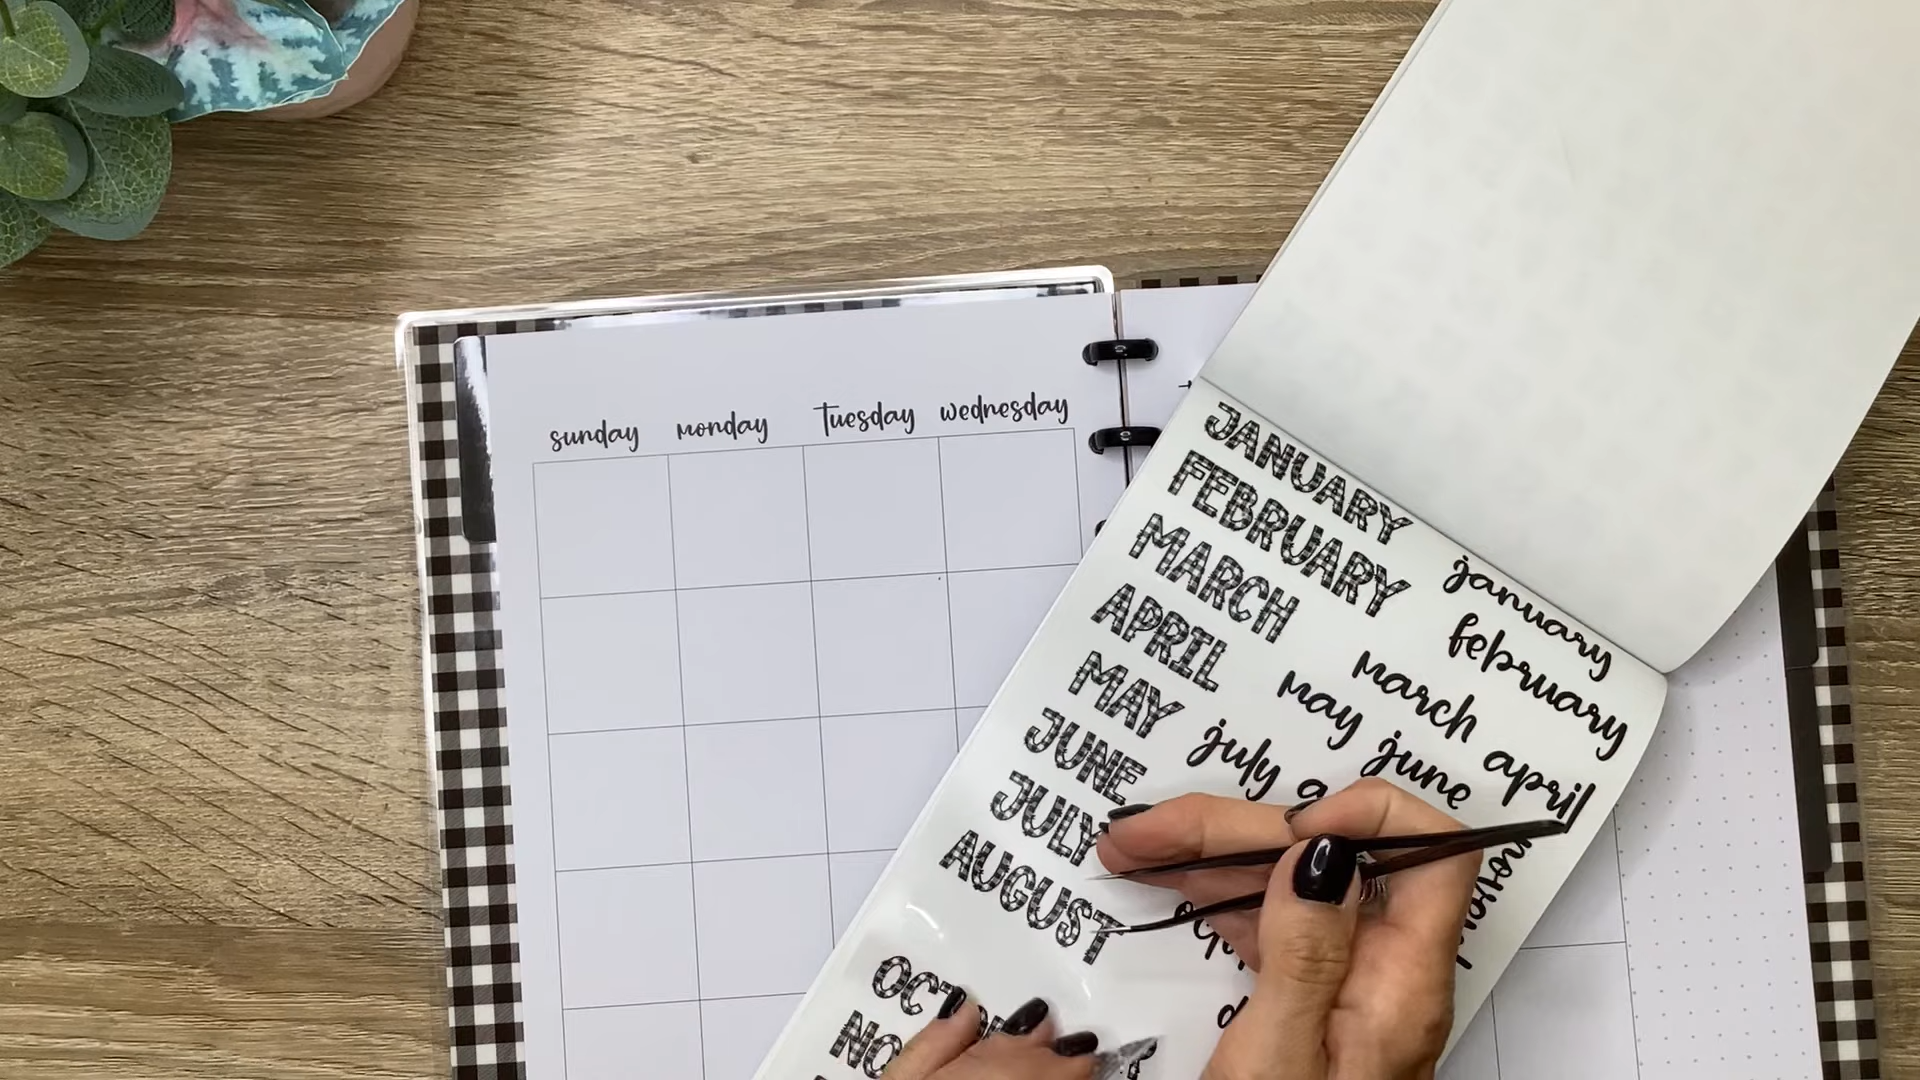 sunday monday Tuesday wednesday
JANUARY
FEBRUARY
MARCH
APRIL
MAY
JUNE
JULY
AUGUST
january
february
march april
may june
july